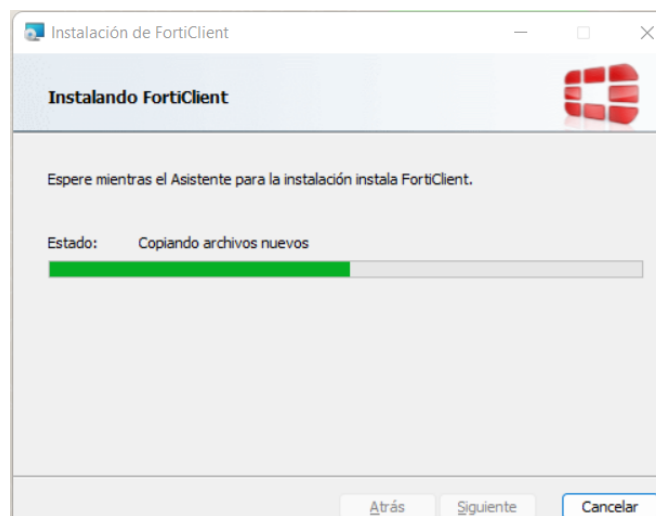 Instalación de FortiClient
Instalando FortiClient
Espere mientras el Asistente para la instalación instala FortiClient.
Estado: Copiando archivos nuevos
Atrás Siguiente Cancelar